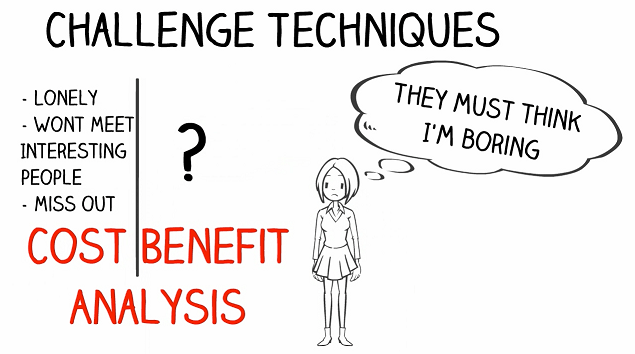 CHALLENGE TECHNIQUES
- LONELY
- WONT MEET
INTERESTING
PEOPLE
- MISS OUT
?
COST BENEFIT
ANALYSIS
THEY MUST THINK
I'M BORING